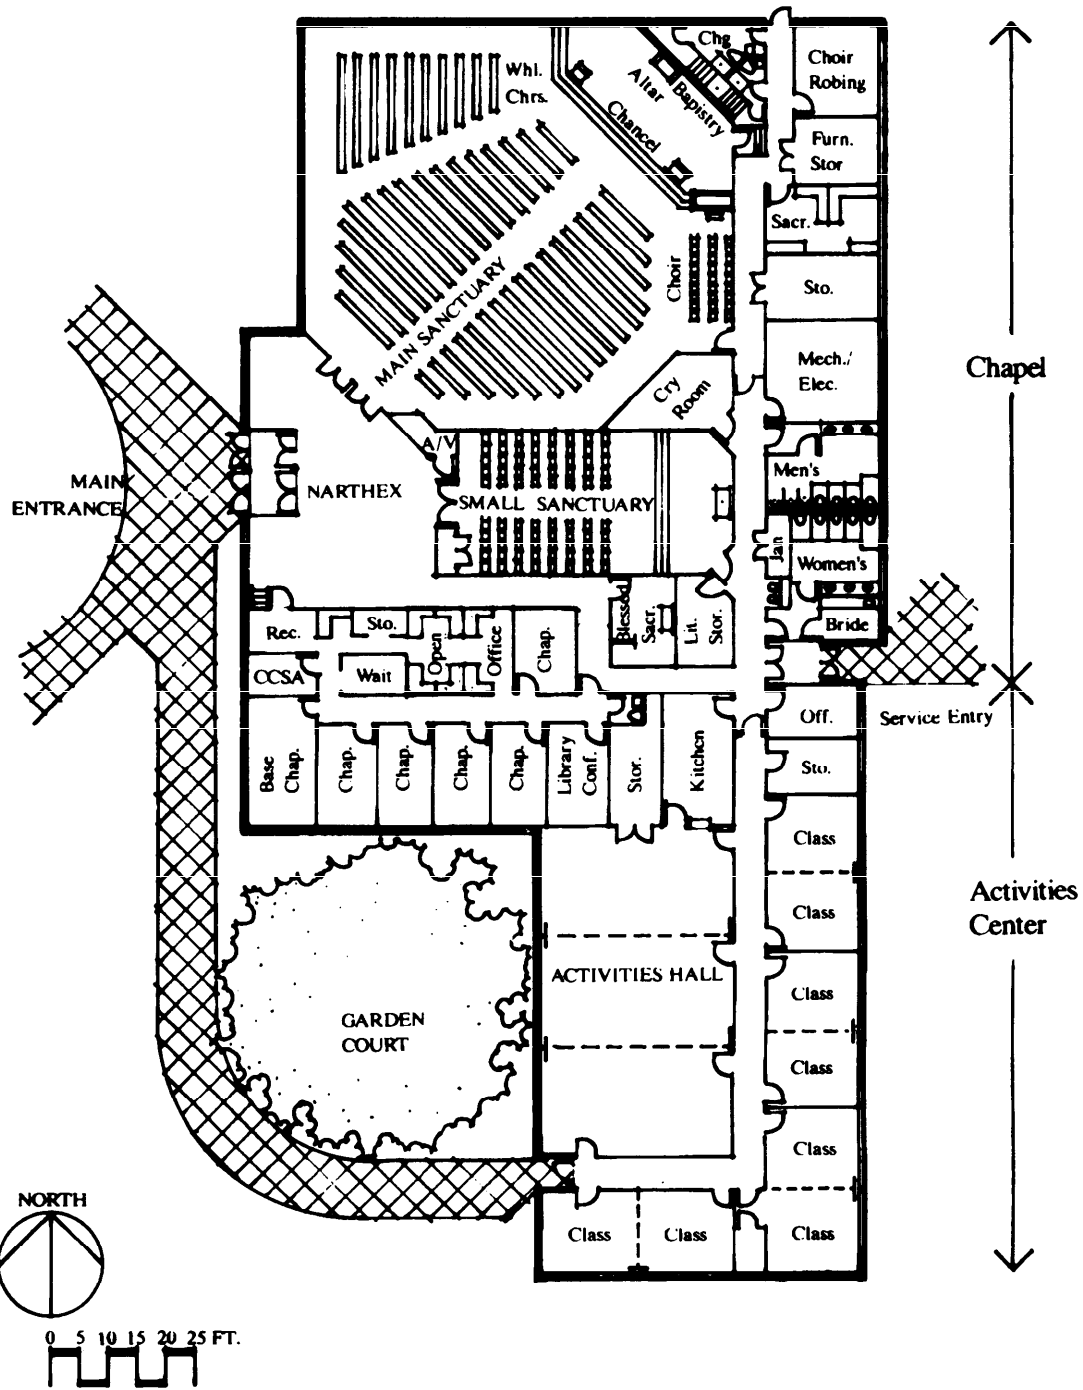 Chg
Choir
Robing
Whl.
Chrs.
Altar
Bapistry
Chancel
Furn.
Stor
Sacr.
Choir
Sto.
MAIN SANCTUARY
Mech./
Elec.
Chapel
Cry
Room
A/V
Men's
MAIN
ENTRANCE
NARTHEX
SMALL SANCTUARY
Jan
Women's
Blessed
Sacr.
Lit.
Stor.
Bride
Rec.
Sto.
Open
Office
Chap.
CCSA
Wait
Off.
Service Entry
Base
Chap.
Chap.
Chap.
Chap.
Chap.
Library
Conf.
Stor.
Kitchen
Sto.
Class
Activities
Center
Class
ACTIVITIES HALL
Class
GARDEN
COURT
Class
Class
NORTH
Class
Class
Class
0 5 10 15 20 25 FT.